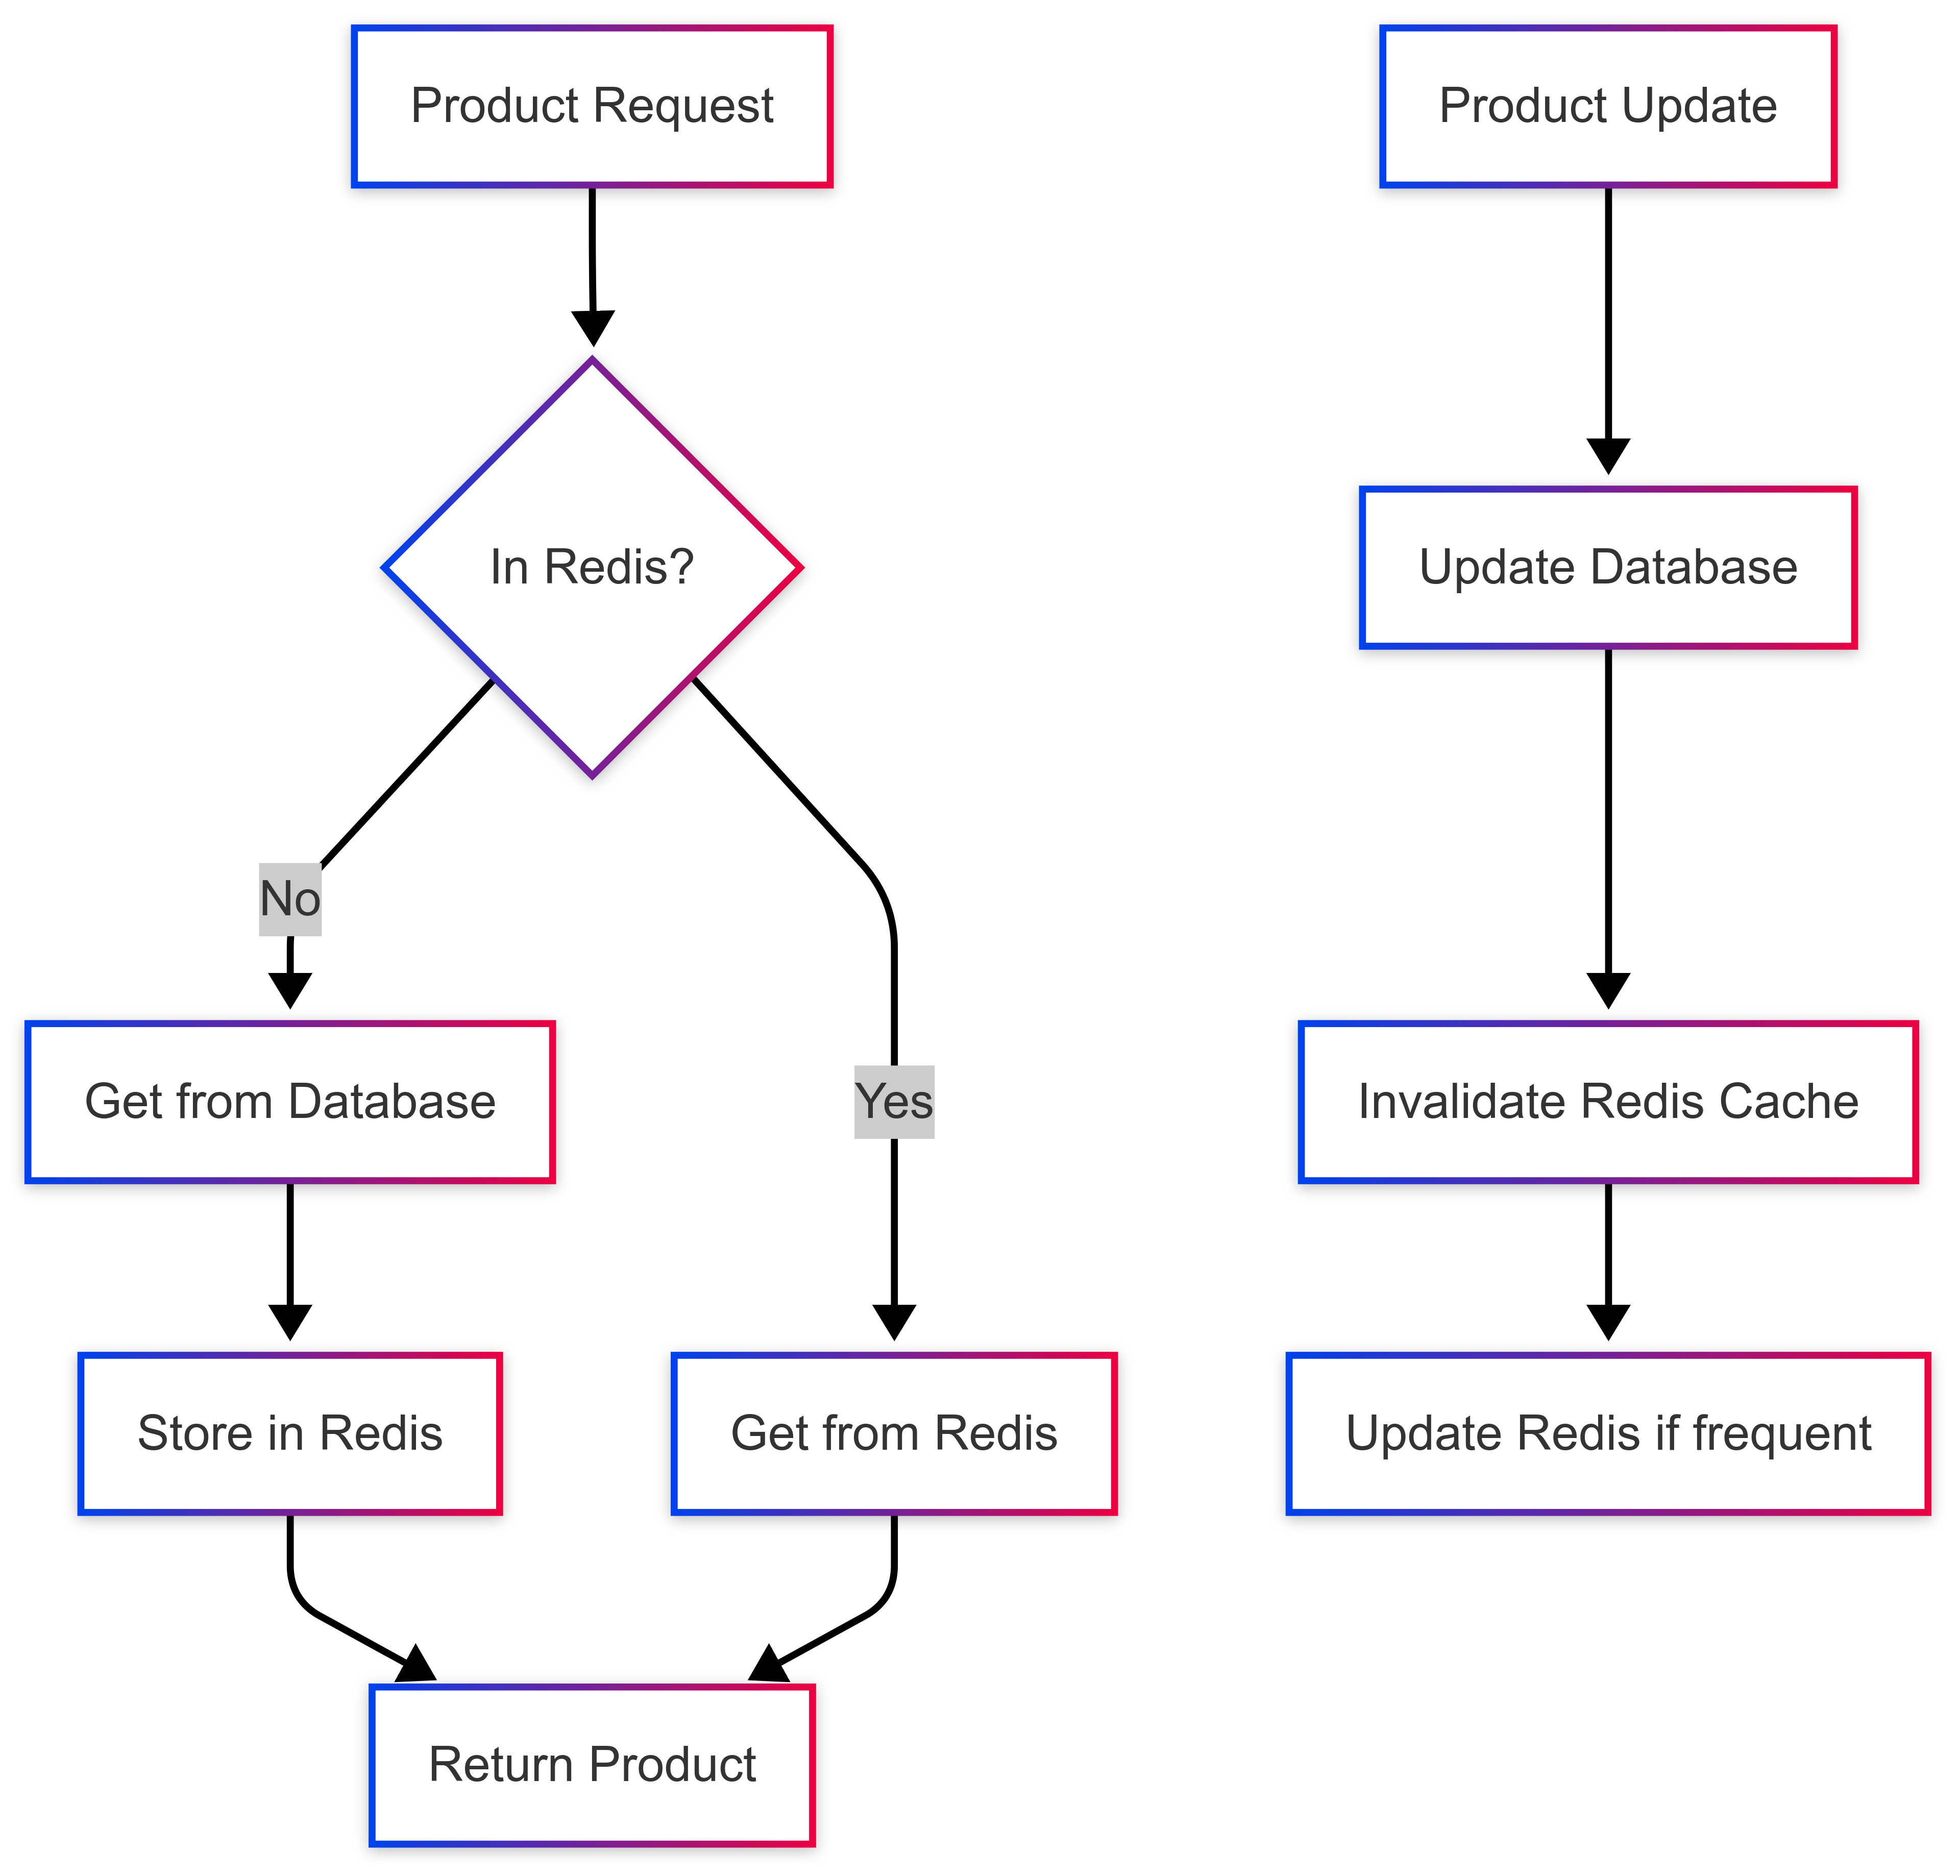 Product Request
Product Update
In Redis?
Update Database
No
Get from Database
Yes
Invalidate Redis Cache
Store in Redis
Get from Redis
Update Redis if frequent
Return Product